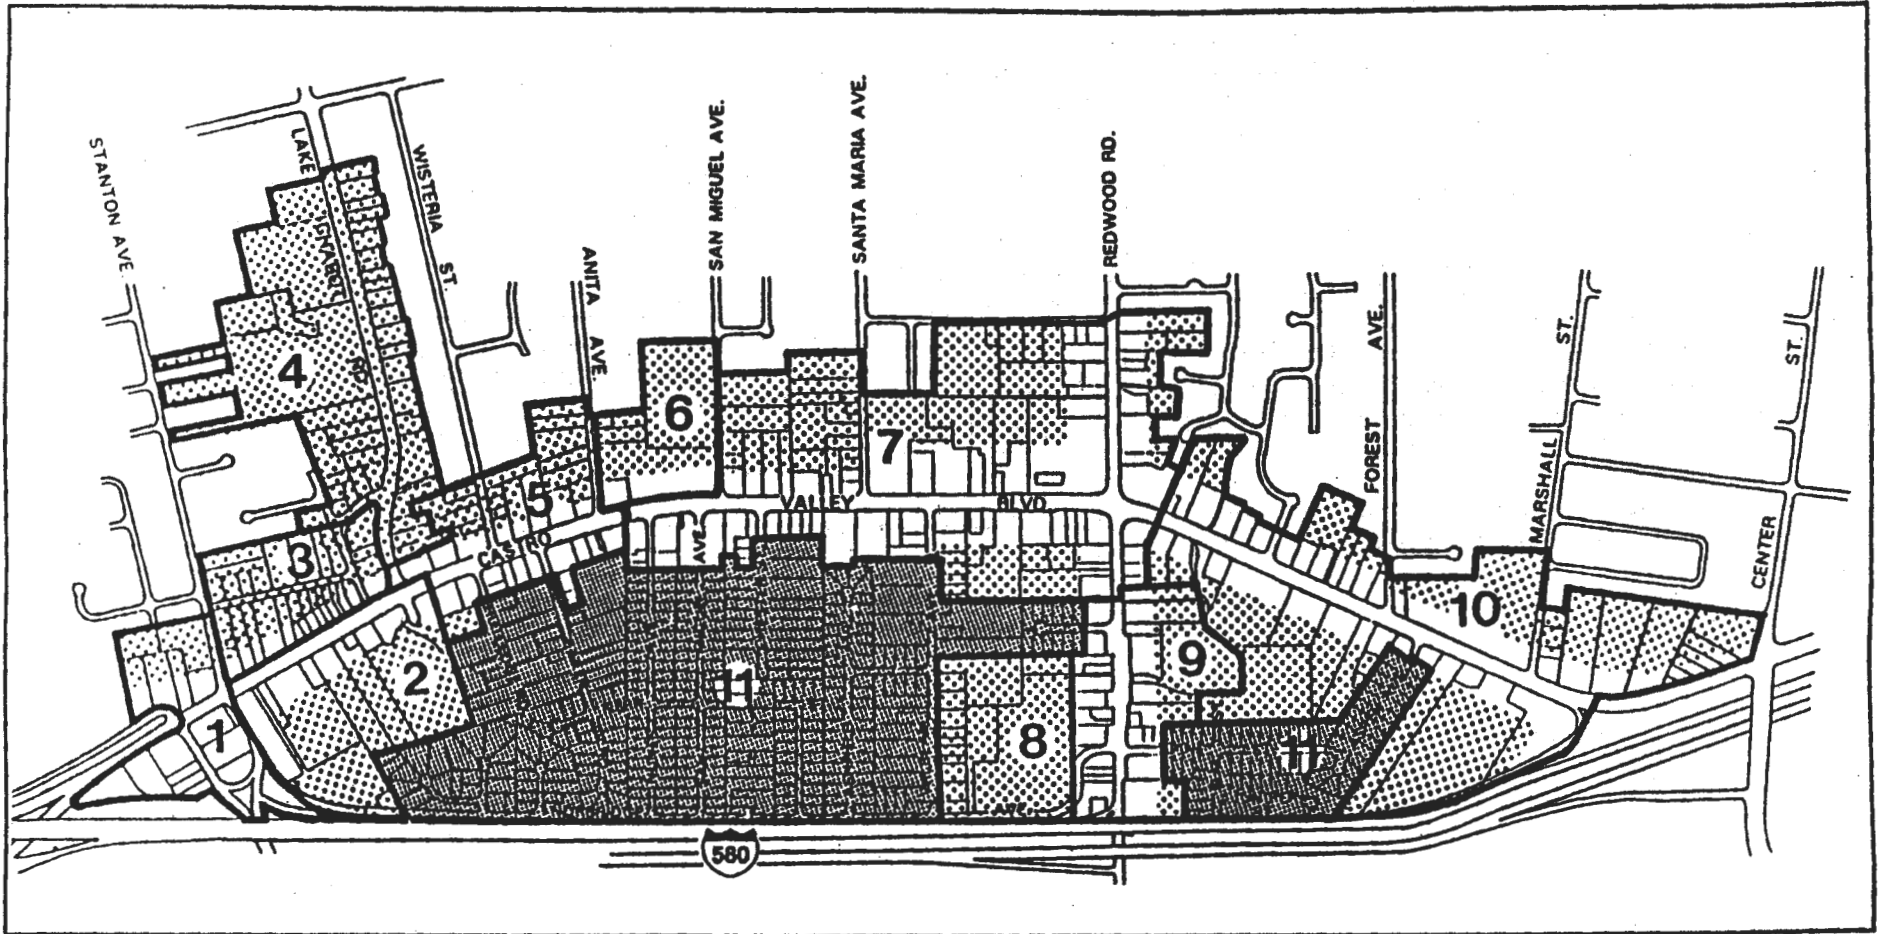 STANTON AVE.
LAKE
CHABOT
RD.
WISTERIA
ST.
ANITA
AVE.
SAN MIGUEL AVE.
SANTA MARIA AVE.
REDWOOD RD.
FOREST
AVE.
MARSHALL
ST.
CENTER
ST.
CASTRO
VALLEY
BLVD
AVE.
4
6
7
5
3
10
9
2
11
1
8
11
AVE.
580